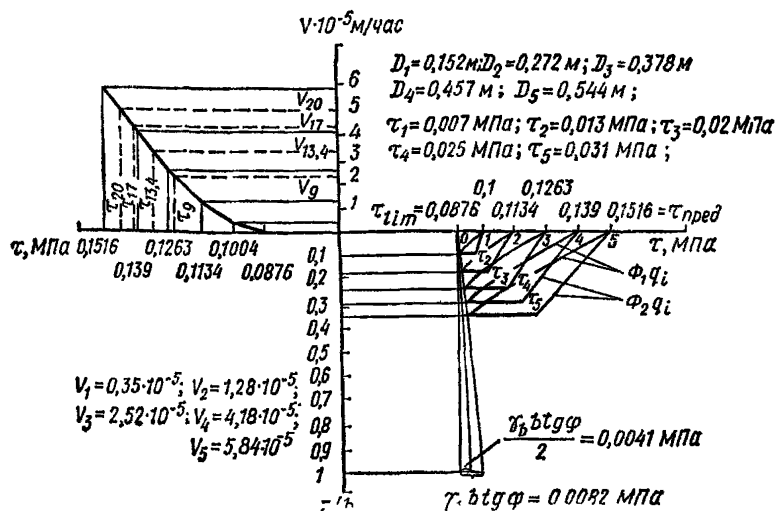 V·10⁻⁵ м/час
D₁=0,152м; D₂=0,272 м; D₃=0,378 м
D₄=0,457 м; D₅=0,544 м;
τ₁=0,007 МПа; τ₂=0,013 МПа; τ₃=0,02 МПа
τ₄=0,025 МПа; τ₅=0,031 МПа;
6
5
4
3
2
1
V₂₀
V₁₇
V₁₃,₄
V₉
τ₂₀
τ₁₇
τ₁₃,₄
τ₉
0,1 0,1263
τlim=0,0876 0,1134 0,139 0,1516=τпред
τ, МПа 0,1516 0,1263 0,1004
0,139 0,1134 0,0876
0 1 2 3 4 5 τ, МПа
τ₂
τ₃
τ₄
τ₅
Φ₁qᵢ
Φ₂qᵢ
0,1
0,2
0,3
0,4
0,5
0,6
0,7
0,8
0,9
1
V₁=0,35·10⁻⁵; V₂=1,28·10⁻⁵;
V₃=2,52·10⁻⁵; V₄=4,18·10⁻⁵
V₅=5,84·10⁻⁵
γ_b b tgφ / 2 = 0,0041 МПа
b tgφ = 0,0082 МПа